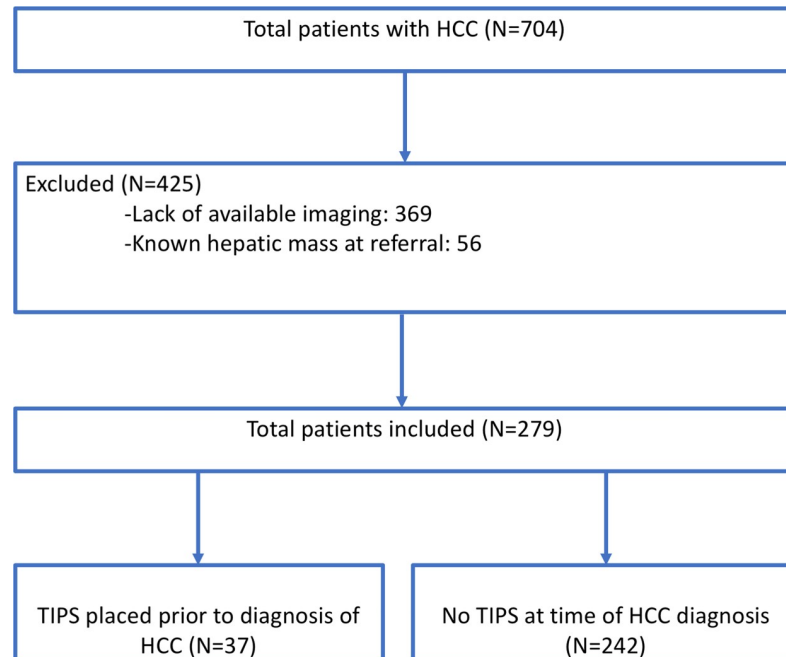 Total patients with HCC (N=704)
Excluded (N=425)
-Lack of available imaging: 369
-Known hepatic mass at referral: 56
Total patients included (N=279)
TIPS placed prior to diagnosis of
HCC (N=37)
No TIPS at time of HCC diagnosis
(N=242)